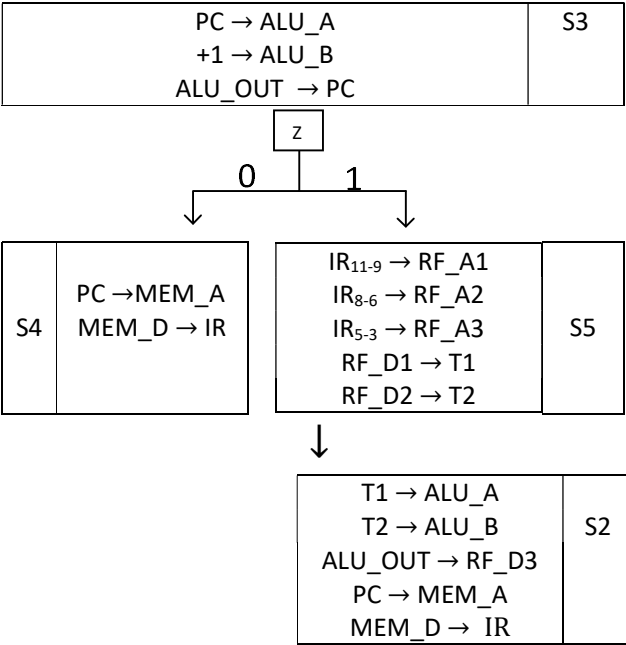 PC → ALU_A
+1 → ALU_B
ALU_OUT → PC
S3
z
0
1
S4
PC →MEM_A
MEM_D → IR
IR₁₁₋₉ → RF_A1
IR₈₋₆ → RF_A2
IR₅₋₃ → RF_A3
RF_D1 → T1
RF_D2 → T2
S5
T1 → ALU_A
T2 → ALU_B
ALU_OUT → RF_D3
PC → MEM_A
MEM_D → IR
S2